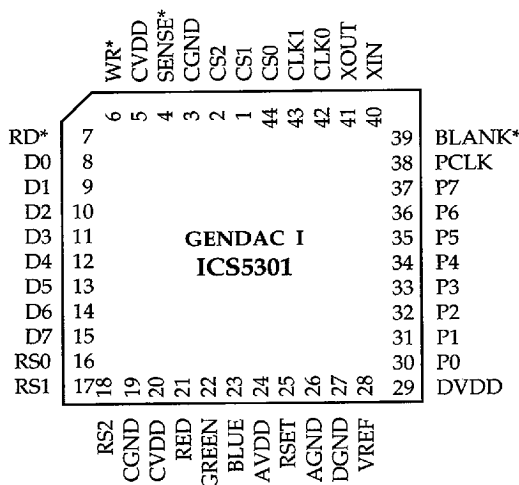 WR*
CVDD
SENSE*
CGND
CS2
CS1
CS0
CLK1
CLK0
XOUT
XIN
6 5 4 3 2 1 44 43 42 41 40
RD* 7
D0 8
D1 9
D2 10
D3 11
D4 12
D5 13
D6 14
D7 15
RS0 16
RS1 17
GENDAC I
ICS5301
39 BLANK*
38 PCLK
37 P7
36 P6
35 P5
34 P4
33 P3
32 P2
31 P1
30 P0
29 DVDD
18 19 20 21 22 23 24 25 26 27 28
RS2
CGND
CVDD
RED
GREEN
BLUE
AVDD
RSET
AGND
DGND
VREF